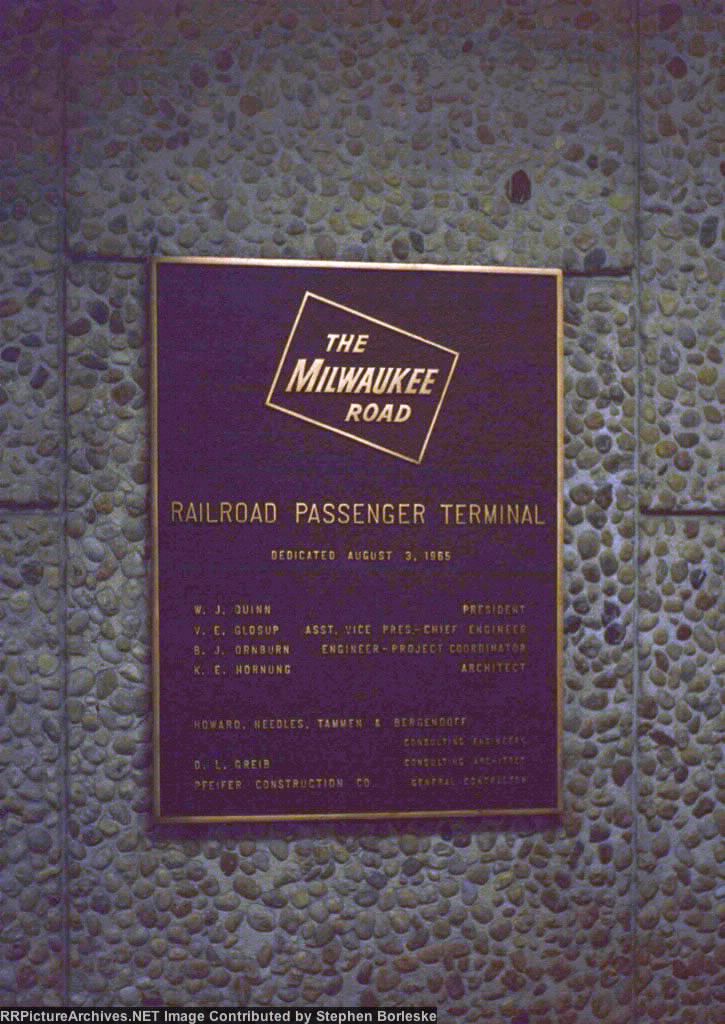 THE
MILWAUKEE
ROAD
RAILROAD PASSENGER TERMINAL
DEDICATED AUGUST 3, 1965
W. J. QUINN PRESIDENT
V. E. GLOSUP ASST. VICE PRES.-CHIEF ENGINEER
B. J. ORNBURN ENGINEER-PROJECT COORDINATOR
K. E. HORNUNG ARCHITECT
HOWARD, NEEDLES, TAMMEN & BERGENDOFF
CONSULTING ENGINEERS
D. L. GREIB CONSULTING ARCHITECT
PFEIFER CONSTRUCTION CO. GENERAL CONTRACTOR
RRPictureArchives.NET Image Contributed by Stephen Borleske